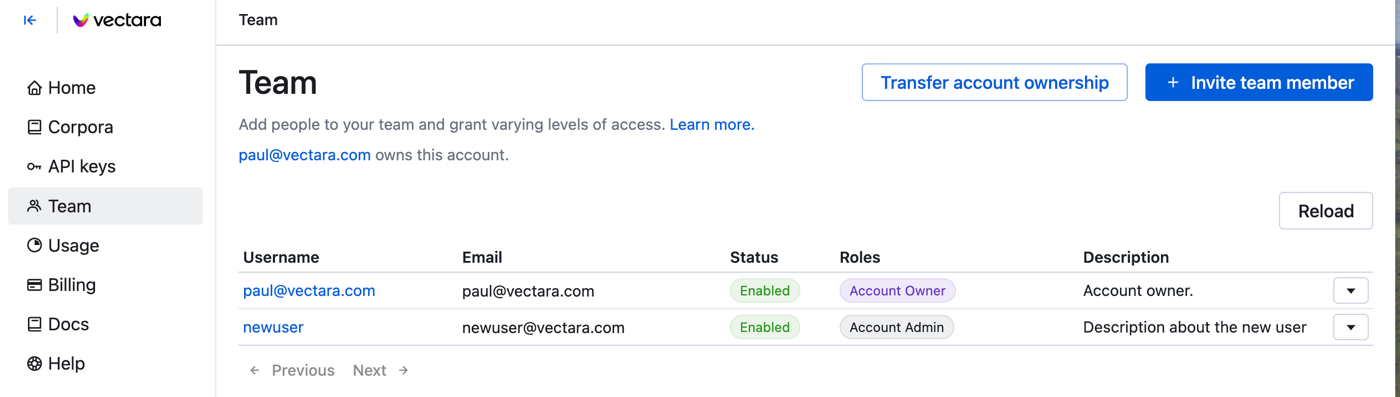 vectara
Team
Home
Corpora
API keys
Team
Usage
Billing
Docs
Help
Team
Transfer account ownership
+ Invite team member
Add people to your team and grant varying levels of access. Learn more.
paul@vectara.com owns this account.
Reload
Username Email Status Roles Description
paul@vectara.com paul@vectara.com Enabled Account Owner Account owner.
newuser newuser@vectara.com Enabled Account Admin Description about the new user
← Previous Next →